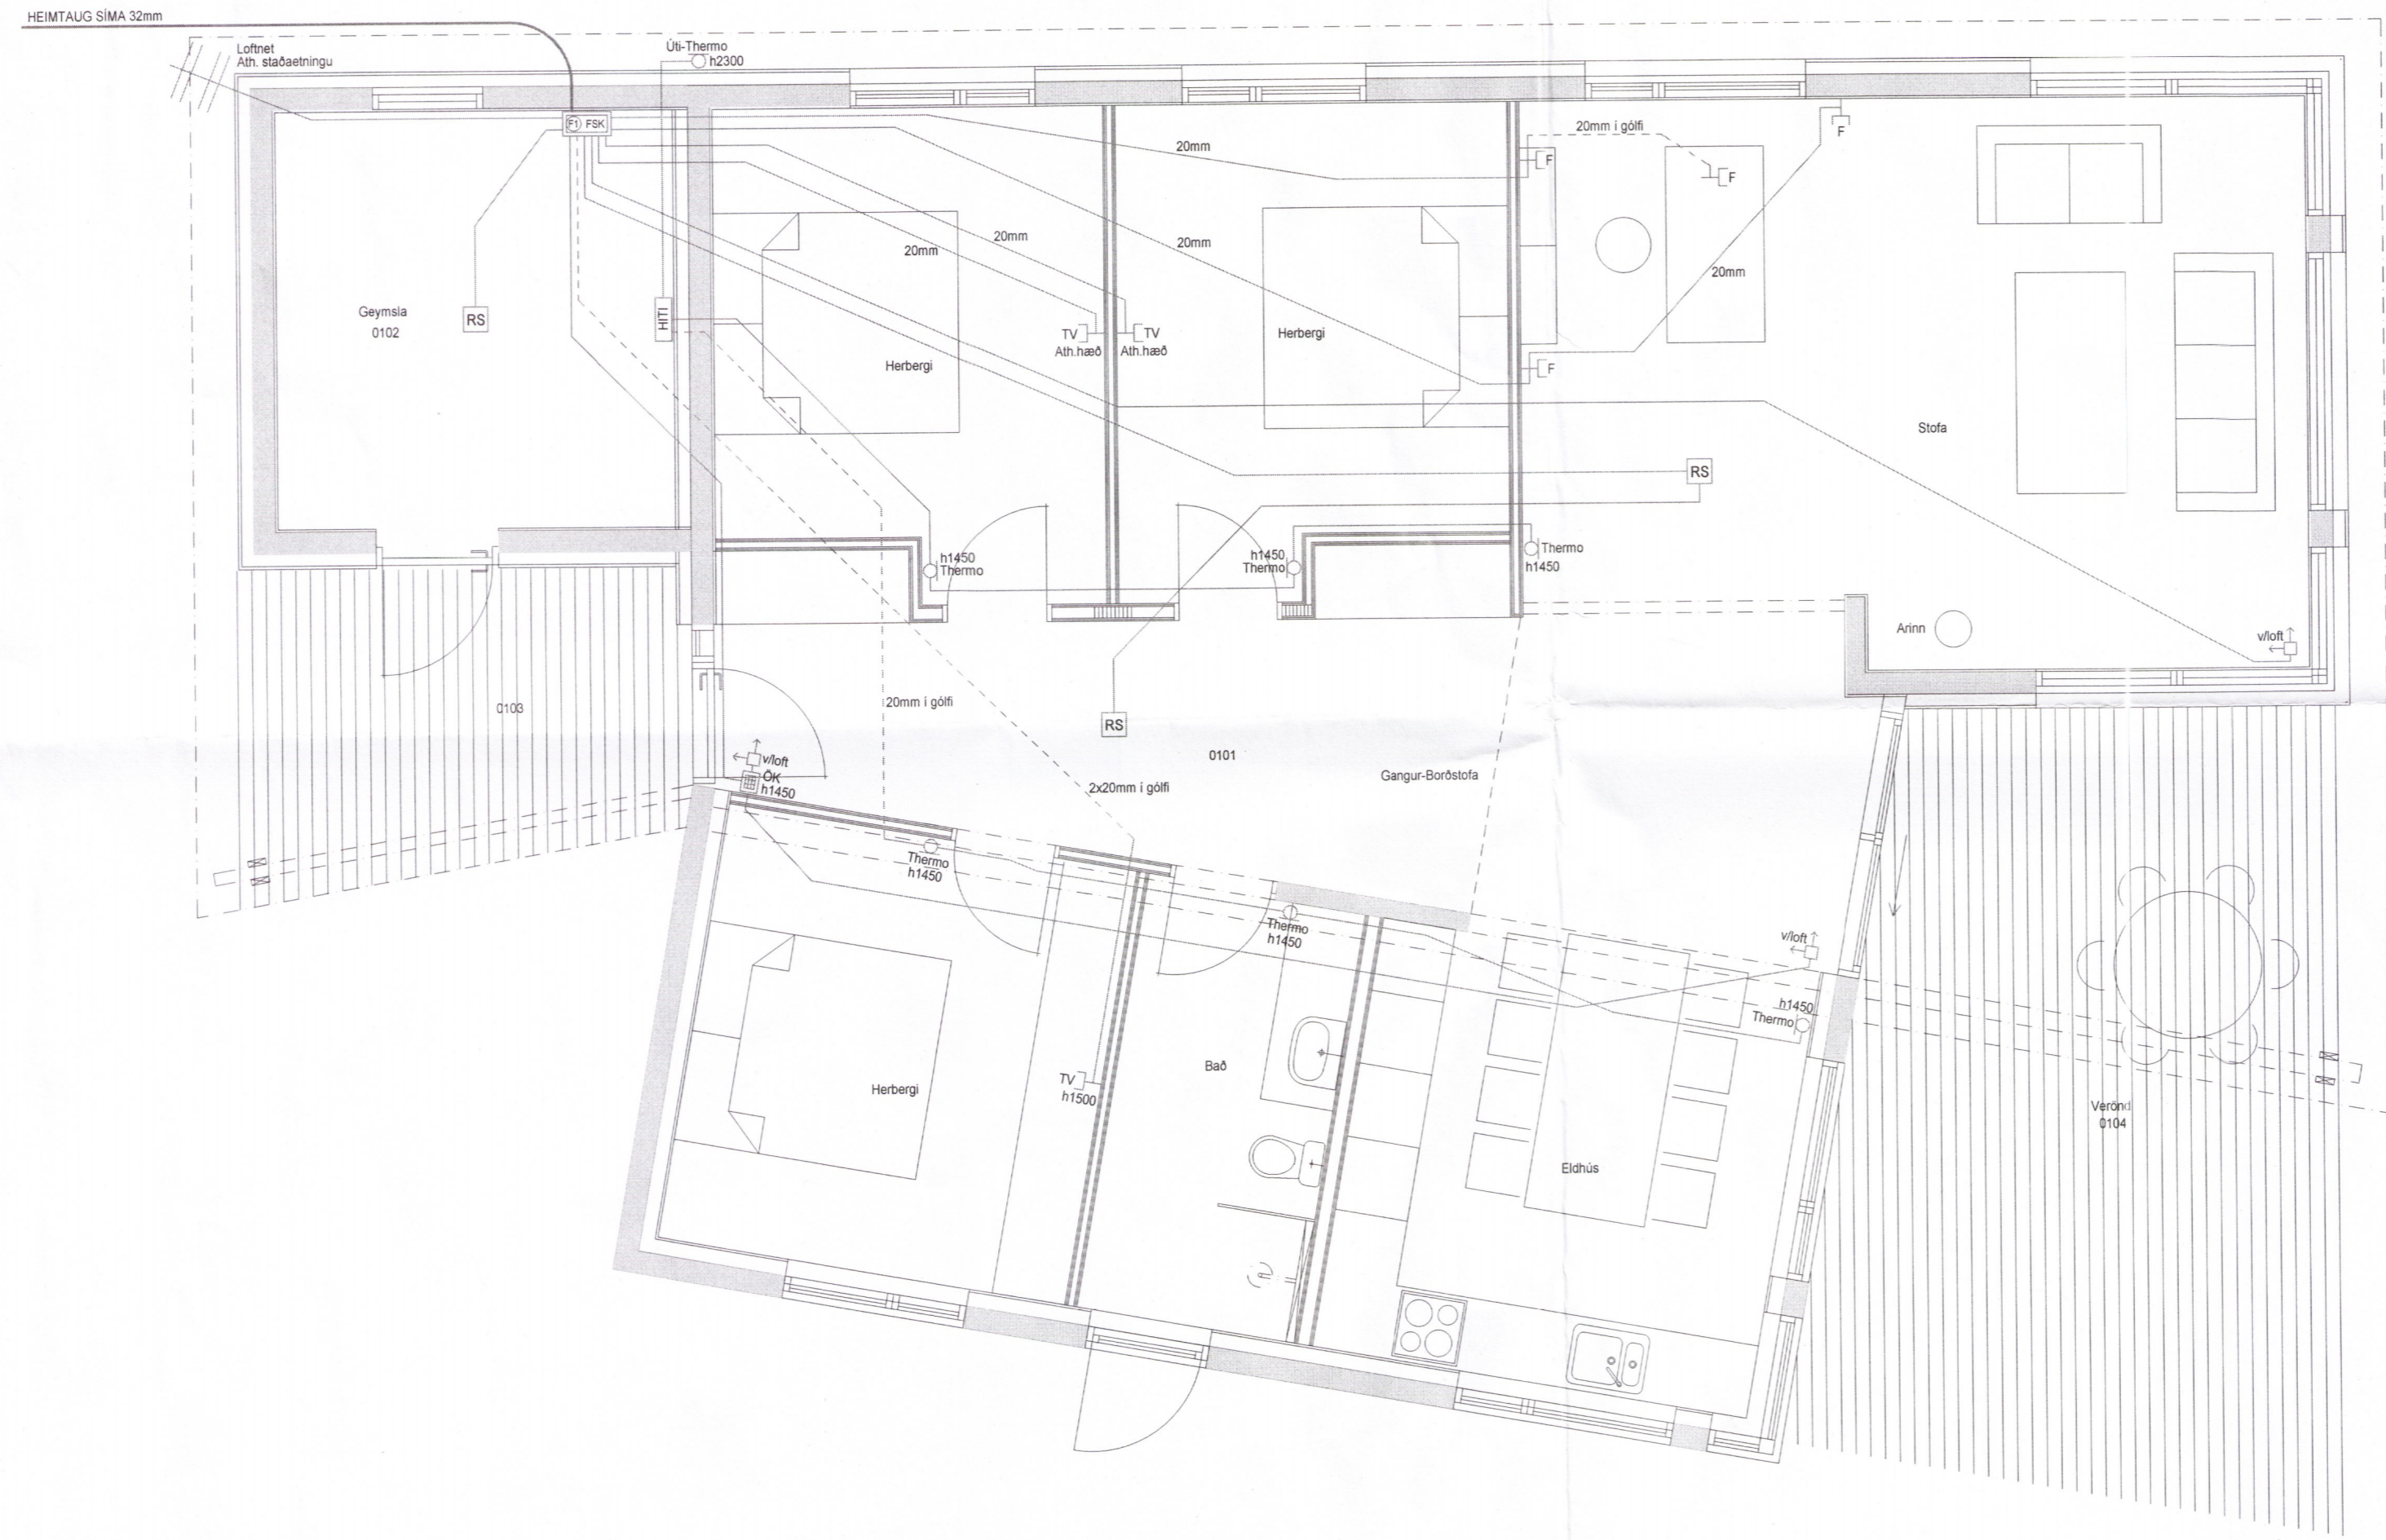 HEIMTAUG SÍMA 32mm
Loftnet
Ath. staðaetningu
Úti-Thermo
h2300
F1 FSK
20mm
20mm í gólfi
F
F
F
20mm
20mm
20mm
20mm
Geymsla
0102
RS
HITI
TV
Ath.hæð
TV
Ath.hæð
Herbergi
Herbergi
F
Stofa
RS
h1450
Thermo
h1450
Thermo
Thermo
h1450
Arinn
v/loft
0103
20mm í gólfi
RS
0101
Gangur-Borðstofa
v/loft
ÖK
h1450
2x20mm í gólfi
Thermo
h1450
Thermo
h1450
v/loft
h1450
Thermo
Herbergi
TV
h1500
Bað
Eldhús
Verönd
0104